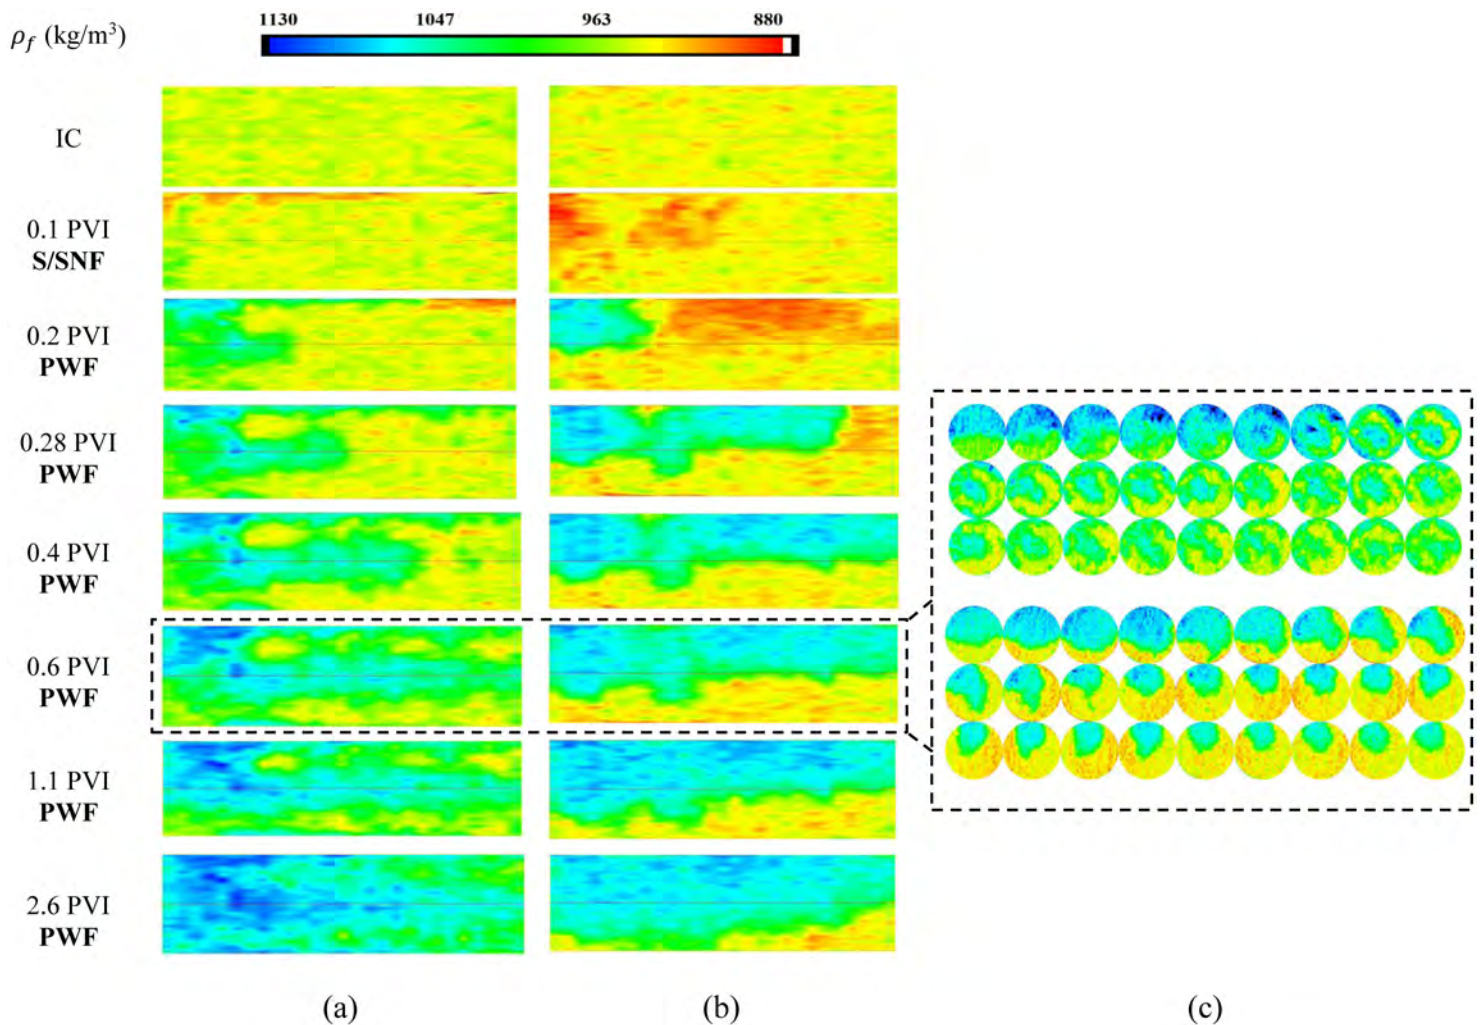 1130 1047 963 880
ρf (kg/m³)
IC
0.1 PVI
S/SNF
0.2 PVI
PWF
0.28 PVI
PWF
0.4 PVI
PWF
0.6 PVI
PWF
1.1 PVI
PWF
2.6 PVI
PWF
(a) (b) (c)